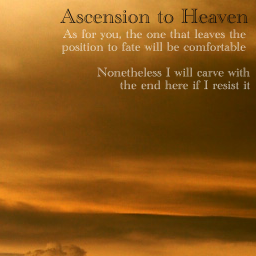 Ascension to Heaven
As for you, the one that leaves the
position to fate will be comfortable
Nonetheless I will carve with
the end here if I resist it